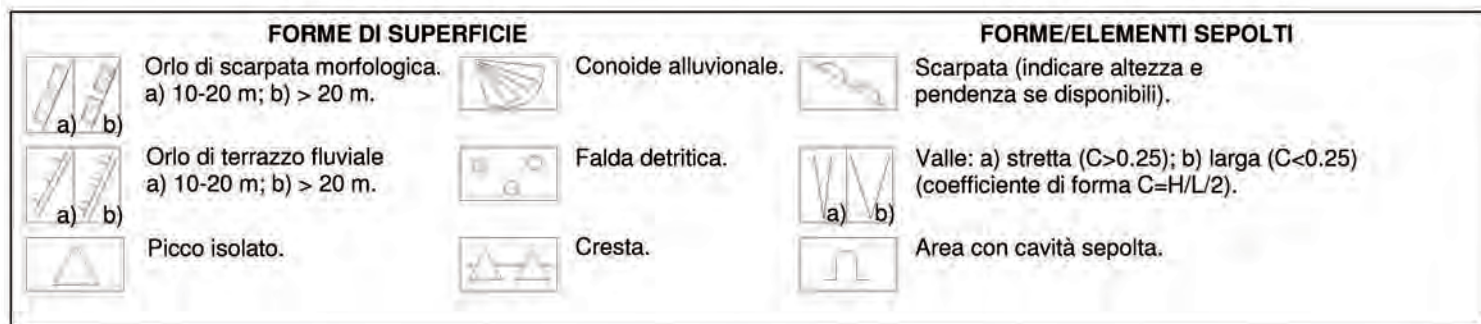 FORME DI SUPERFICIE
Orlo di scarpata morfologica.
a) 10-20 m; b) > 20 m.
a) b)
Orlo di terrazzo fluviale
a) 10-20 m; b) > 20 m.
a) b)
Picco isolato.
Conoide alluvionale.
Falda detritica.
Cresta.
FORME/ELEMENTI SEPOLTI
Scarpata (indicare altezza e
pendenza se disponibili).
Valle: a) stretta (C>0.25); b) larga (C<0.25)
(coefficiente di forma C=H/L/2).
a) b)
Area con cavità sepolta.